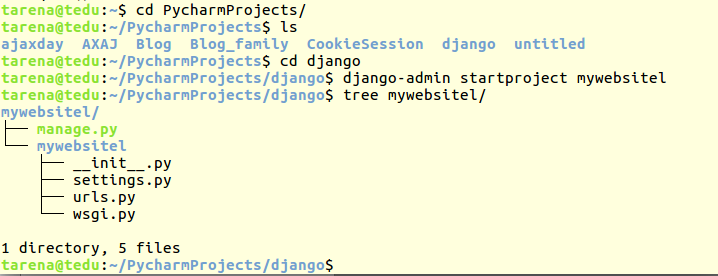 tarena@tedu:~$ cd PycharmProjects/
tarena@tedu:~/PycharmProjects$ ls
ajaxday  AXAJ  Blog  Blog_family  CookieSession  django  untitled
tarena@tedu:~/PycharmProjects$ cd django
tarena@tedu:~/PycharmProjects/django$ django-admin startproject mywebsitel
tarena@tedu:~/PycharmProjects/django$ tree mywebsitel/
mywebsitel/
├── manage.py
└── mywebsitel
    ├── __init__.py
    ├── settings.py
    ├── urls.py
    └── wsgi.py
1 directory, 5 files
tarena@tedu:~/PycharmProjects/django$